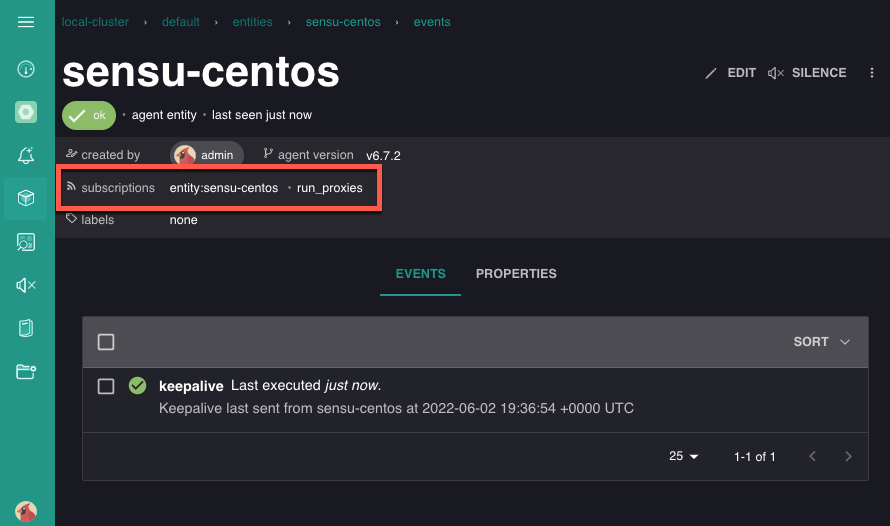 local-cluster › default › entities › sensu-centos › events
sensu-centos
EDIT SILENCE
ok • agent entity • last seen just now
created by admin agent version v6.7.2
subscriptions entity:sensu-centos • run_proxies
labels none
EVENTS PROPERTIES
SORT
keepalive Last executed just now.
Keepalive last sent from sensu-centos at 2022-06-02 19:36:54 +0000 UTC
25 1-1 of 1